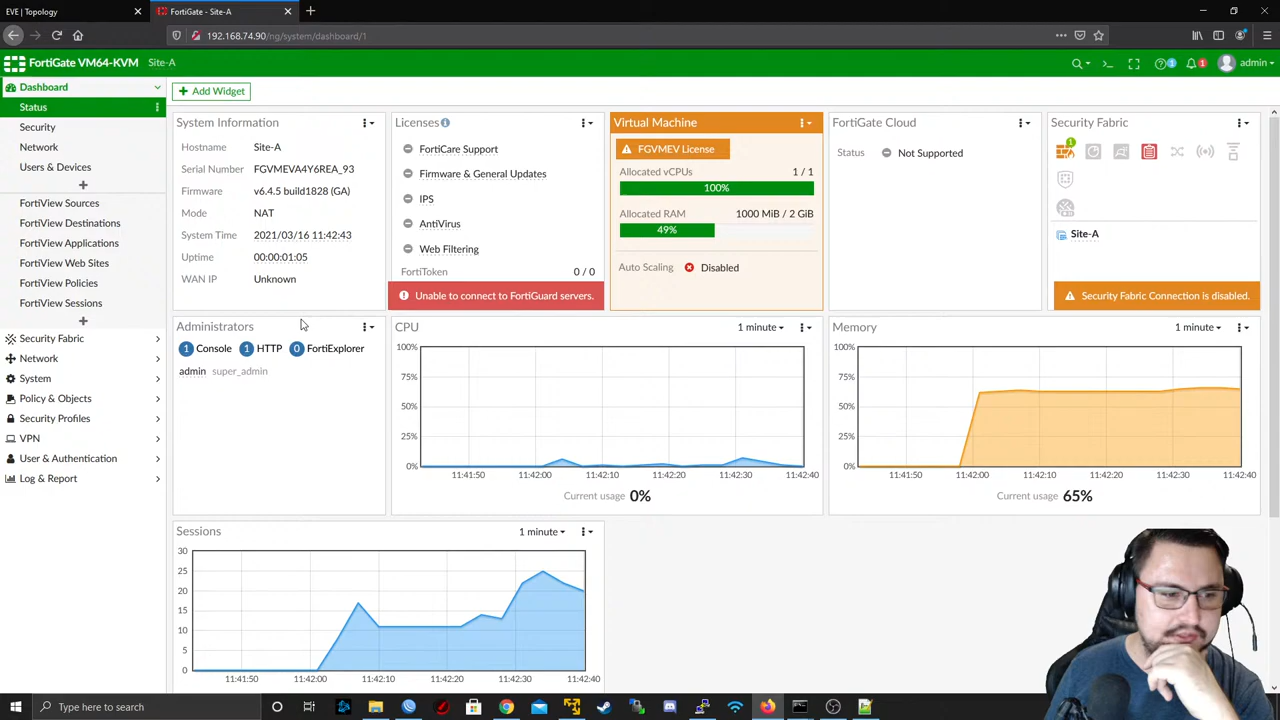 EVE | Topology
FortiGate - Site-A
192.168.74.90/ng/system/dashboard/1
FortiGate VM64-KVM
Site-A
1
1
admin
Dashboard
Status
Security
Network
Users & Devices
FortiView Sources
FortiView Destinations
FortiView Applications
FortiView Web Sites
FortiView Policies
FortiView Sessions
Security Fabric
Network
System
Policy & Objects
Security Profiles
VPN
User & Authentication
Log & Report
Add Widget
System Information
Hostname Site-A
Serial Number FGVMEVA4Y6REA_93
Firmware v6.4.5 build1828 (GA)
Mode NAT
System Time 2021/03/16 11:42:43
Uptime 00:00:01:05
WAN IP Unknown
Licenses
FortiCare Support
Firmware & General Updates
IPS
AntiVirus
Web Filtering
FortiToken 0 / 0
Unable to connect to FortiGuard servers.
Virtual Machine
FGVMEV License
Allocated vCPUs 1 / 1
100%
Allocated RAM 1000 MiB / 2 GiB
49%
Auto Scaling Disabled
FortiGate Cloud
Status Not Supported
Security Fabric
1
Site-A
Security Fabric Connection is disabled.
Administrators
1 Console 1 HTTP 0 FortiExplorer
admin super_admin
CPU
1 minute
100%
75%
50%
25%
0%
11:41:50 11:42:00 11:42:10 11:42:20 11:42:30 11:42:40
Current usage 0%
Memory
1 minute
100%
75%
50%
25%
0%
11:41:50 11:42:00 11:42:10 11:42:20 11:42:30 11:42:40
Current usage 65%
Sessions
1 minute
30
25
20
15
10
5
0
11:41:50 11:42:00 11:42:10 11:42:20 11:42:30 11:42:40
Type here to search